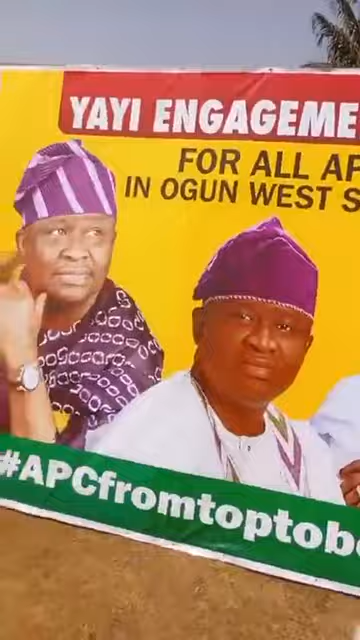 YAYI ENGAGEME
FOR ALL AP
IN OGUN WEST S
#APCfromtoptobo